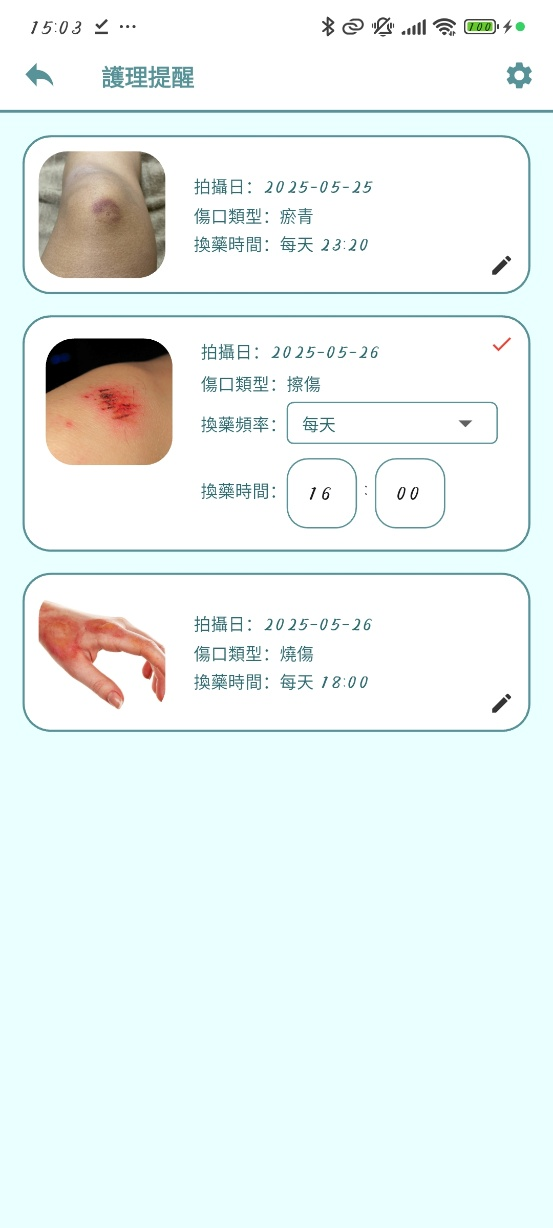 15:03 ...
100
護理提醒
拍攝日：2025-05-25
傷口類型：瘀青
換藥時間：每天 23:20
拍攝日：2025-05-26
傷口類型：擦傷
換藥頻率：每天
換藥時間：16 : 00
拍攝日：2025-05-26
傷口類型：燒傷
換藥時間：每天 18:00